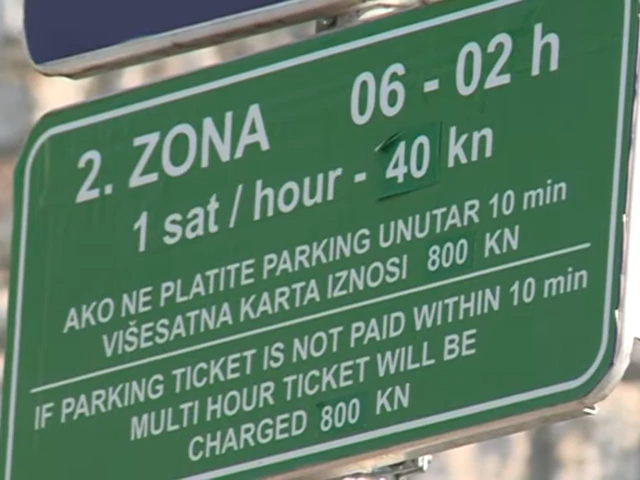 2. ZONA 06 - 02 h
1 sat / hour - 40 kn
AKO NE PLATITE PARKING UNUTAR 10 min
VIŠESATNA KARTA IZNOSI 800 KN
IF PARKING TICKET IS NOT PAID WITHIN 10 min
MULTI HOUR TICKET WILL BE
CHARGED 800 KN